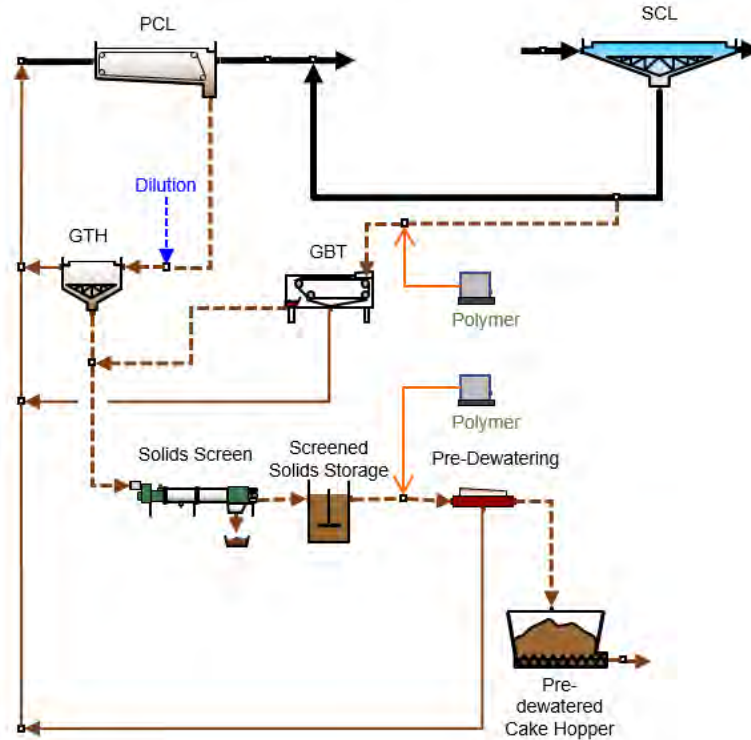 PCL
SCL
Dilution
GTH
GBT
Polymer
Polymer
Solids Screen
Screened
Solids Storage
Pre-Dewatering
Pre-
dewatered
Cake Hopper